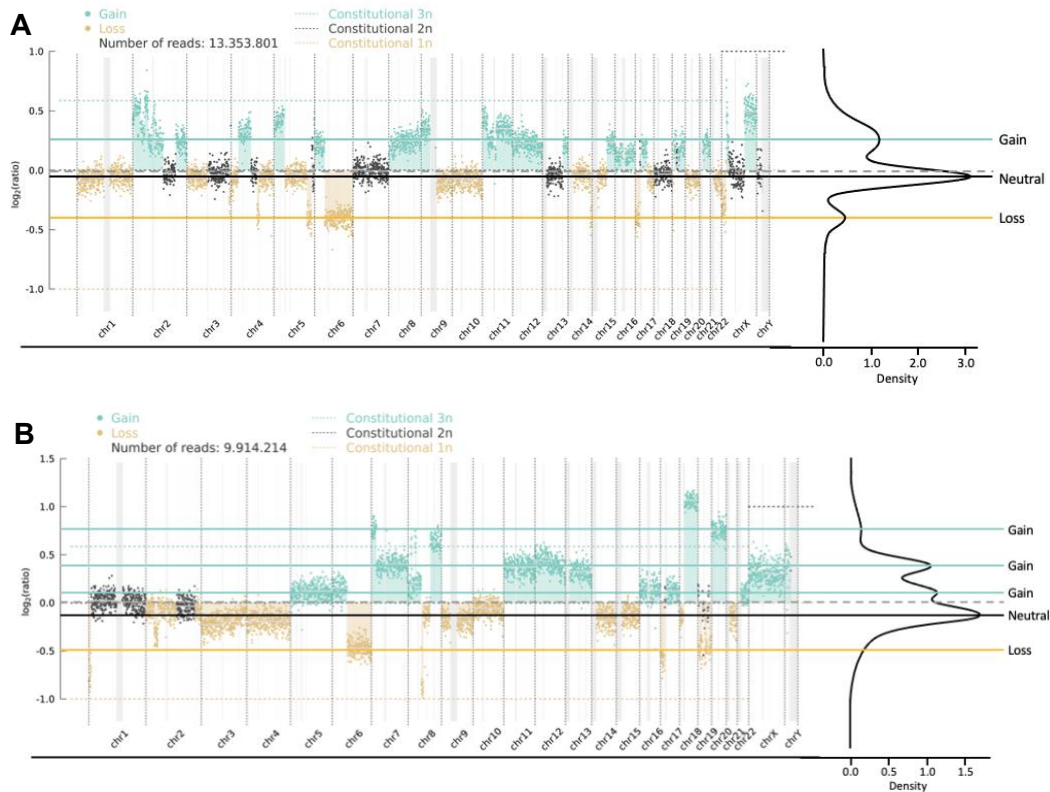 A
Gain
Constitutional 3n
Loss
Constitutional 2n
Number of reads: 13.353.801
Constitutional 1n
1.0
0.5
0.0
-0.5
-1.0
log2(ratio)
Gain
Neutral
Loss
chr1
chr2
chr3
chr4
chr5
chr6
chr7
chr8
chr9
chr10
chr11
chr12
chr13
chr14
chr15
chr16
chr17
chr18
chr19
chr20
chr21
chr22
chrX
chrY
0.0 1.0 2.0 3.0
Density
B
Gain
Constitutional 3n
Loss
Constitutional 2n
Number of reads: 9.914.214
Constitutional 1n
1.5
1.0
0.5
0.0
-0.5
-1.0
log2(ratio)
Gain
Gain
Gain
Neutral
Loss
chr1
chr2
chr3
chr4
chr5
chr6
chr7
chr8
chr9
chr10
chr11
chr12
chr13
chr14
chr15
chr16
chr17
chr18
chr19
chr20
chr21
chr22
chrX
chrY
0.0 0.5 1.0 1.5
Density